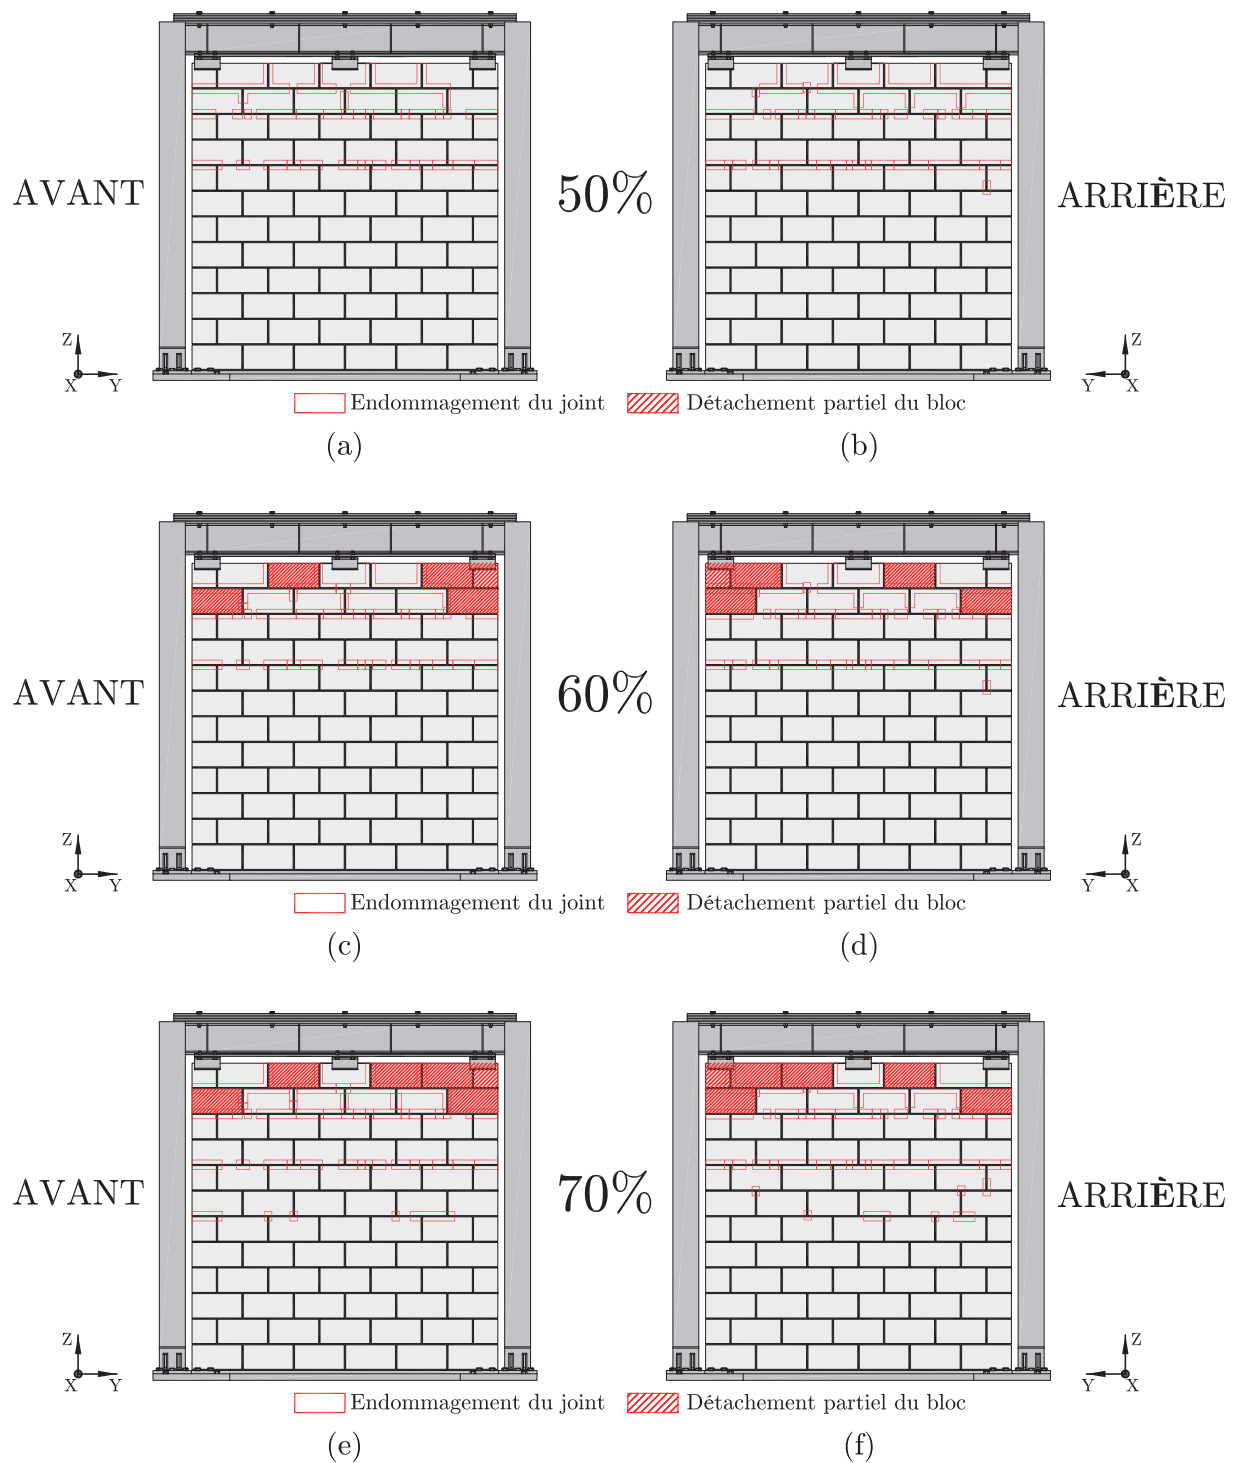 AVANT
50%
ARRIÈRE
Z
X Y
Z
Y X
Endommagement du joint
Détachement partiel du bloc
(a)
(b)
AVANT
60%
ARRIÈRE
Z
X Y
Z
Y X
Endommagement du joint
Détachement partiel du bloc
(c)
(d)
AVANT
70%
ARRIÈRE
Z
X Y
Z
Y X
Endommagement du joint
Détachement partiel du bloc
(e)
(f)